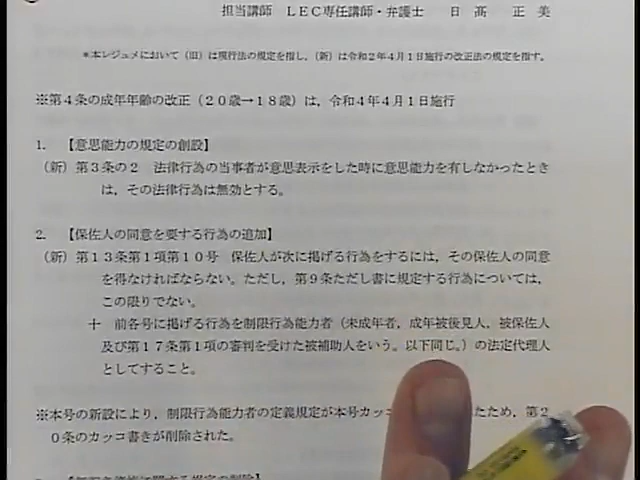 担当講師 LEC専任講師・弁護士 日 髙 正 美
＊本レジュメにおいて（旧）は現行法の規定を指し，（新）は令和２年４月１日施行の改正法の規定を指す。
※第４条の成年年齢の改正（２０歳→１８歳）は，令和４年４月１日施行
1. 【意思能力の規定の創設】
（新）第３条の２ 法律行為の当事者が意思表示をした時に意思能力を有しなかったとき
は，その法律行為は無効とする。
2. 【保佐人の同意を要する行為の追加】
（新）第１３条第１項第１０号 被保佐人が次に掲げる行為をするには，その保佐人の同意
を得なければならない。ただし，第９条ただし書に規定する行為については，
この限りでない。
十 前各号に掲げる行為を制限行為能力者（未成年者，成年被後見人，被保佐人
及び第１７条第１項の審判を受けた被補助人をいう。以下同じ。）の法定代理人
としてすること。
※本号の新設により，制限行為能力者の定義規定が本号カッコ たため，第２
０条のカッコ書きが削除された。